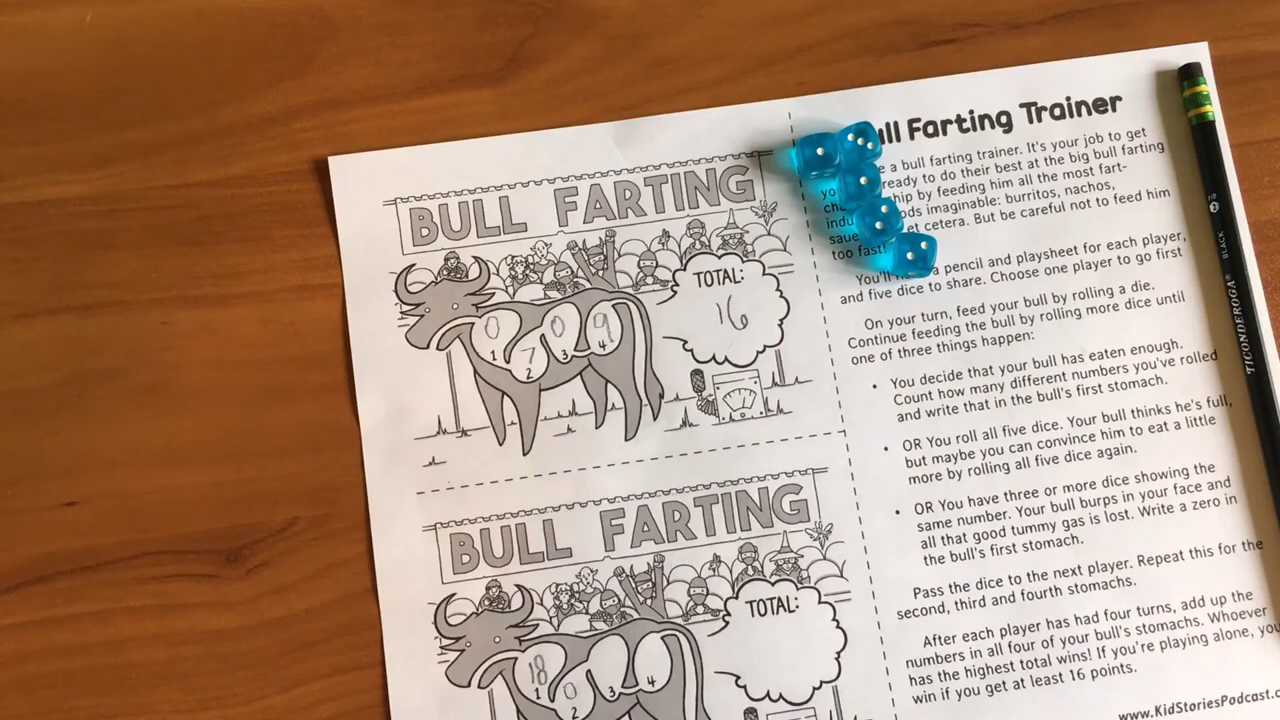 BULL FARTING
TOTAL:
16
0
7
0
9
1
2
3
4
BULL FARTING
TOTAL:
18
0
1
2
3
4
Farting Trainer
a bull farting trainer. It's your job to get
ready to do their best at the big bull farting
by feeding him all the most fart-
imaginable: burritos, nachos,
et cetera. But be careful not to feed him
too fast!
You'll a pencil and playsheet for each player,
and five dice to share. Choose one player to go first
On your turn, feed your bull by rolling a die.
Continue feeding the bull by rolling more dice until
one of three things happen:
• You decide that your bull has eaten enough.
Count how many different numbers you've rolled
and write that in the bull's first stomach.
• OR You roll all five dice. Your bull thinks he's full,
but maybe you can convince him to eat a little
more by rolling all five dice again.
• OR You have three or more dice showing the
same number. Your bull burps in your face and
all that good tummy gas is lost. Write a zero in
the bull's first stomach.
Pass the dice to the next player. Repeat this for the
second, third and fourth stomachs.
After each player has had four turns, add up the
numbers in all four of your bull's stomachs. Whoever
has the highest total wins! If you're playing alone, you
win if you get at least 16 points.
www.KidStoriesPodcast.c
TICONDEROGA® BLACK
2
HB